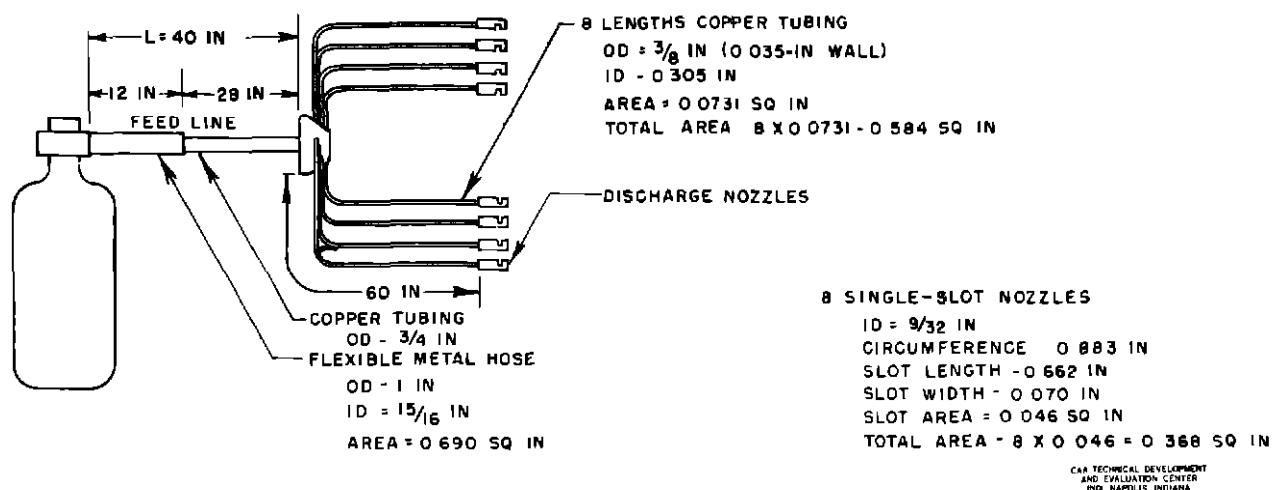 L = 40 IN
12 IN
28 IN
FEED LINE
8 LENGTHS COPPER TUBING
OD = 3/8 IN (0 035-IN WALL)
ID - 0 305 IN
AREA = 0 0731 SQ IN
TOTAL AREA 8 X 0 0731 - 0 584 SQ IN
DISCHARGE NOZZLES
60 IN
COPPER TUBING
OD - 3/4 IN
FLEXIBLE METAL HOSE
OD - 1 IN
ID = 15/16 IN
AREA = 0 690 SQ IN
8 SINGLE-SLOT NOZZLES
ID = 9/32 IN
CIRCUMFERENCE 0 883 IN
SLOT LENGTH - 0 662 IN
SLOT WIDTH - 0 070 IN
SLOT AREA = 0 046 SQ IN
TOTAL AREA - 8 X 0 046 = 0 368 SQ IN
CAA TECHNICAL DEVELOPMENT
AND EVALUATION CENTER
INDIANAPOLIS INDIANA